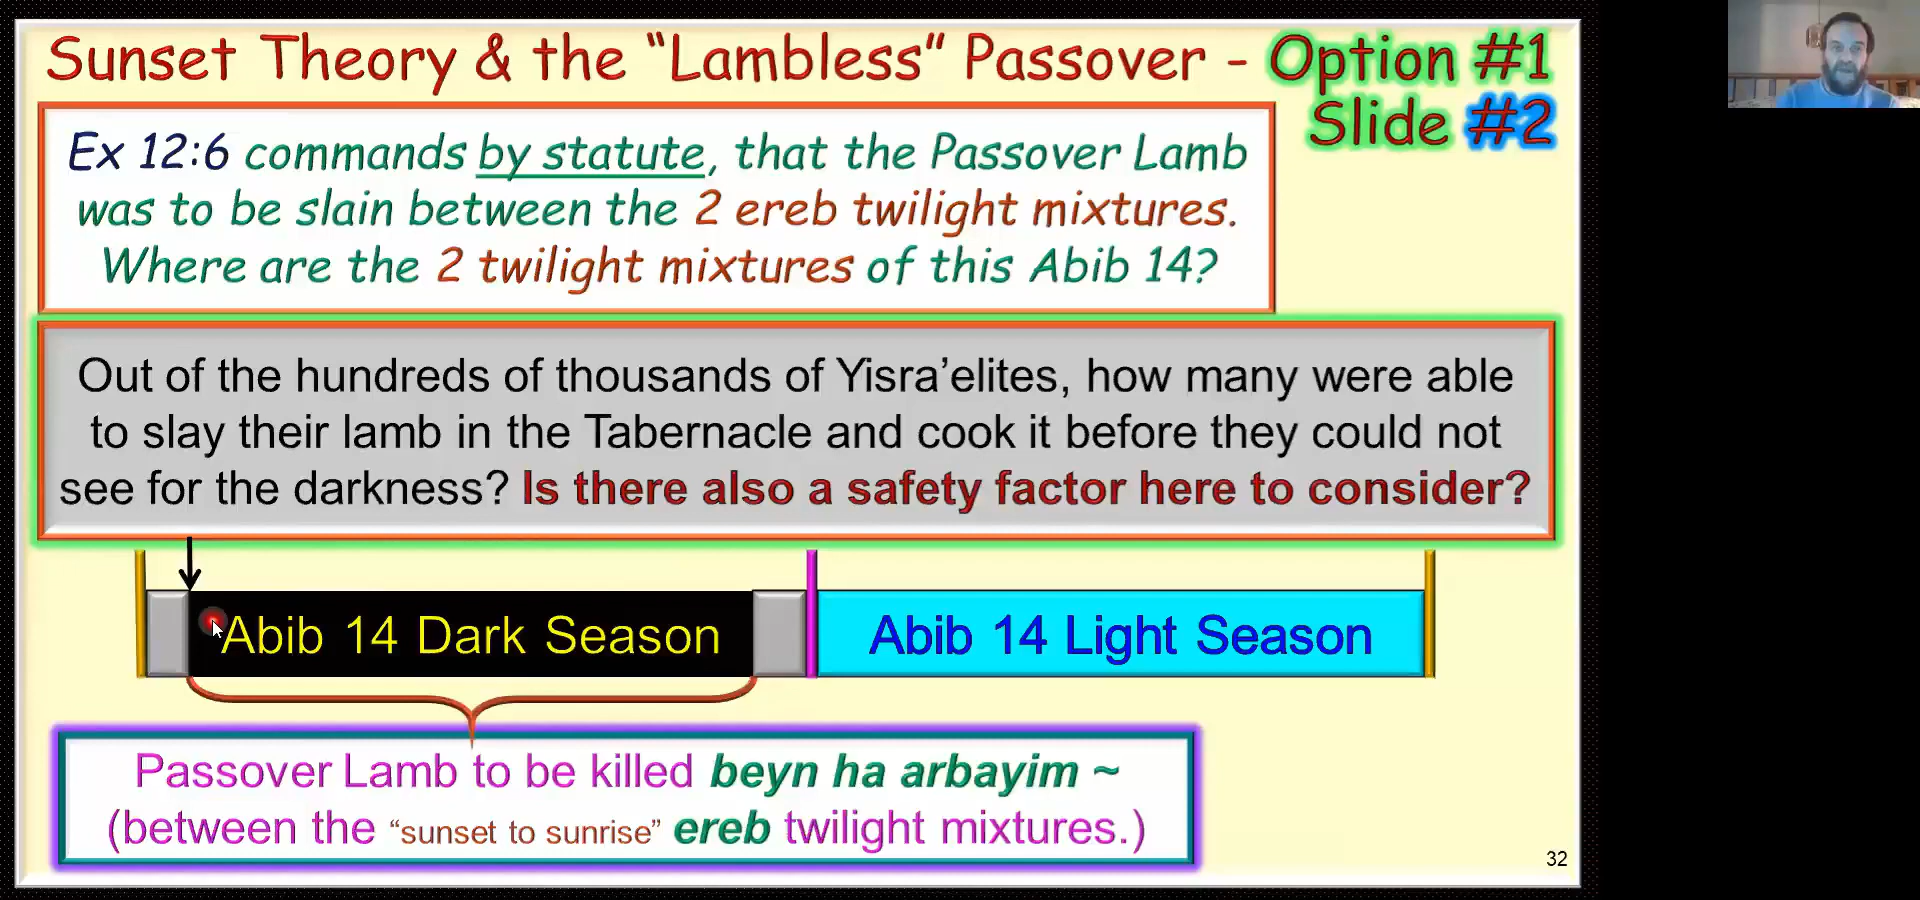 Sunset Theory & the “Lambless” Passover - Option #1
Slide #2
Ex 12:6 commands by statute, that the Passover Lamb
was to be slain between the 2 ereb twilight mixtures.
Where are the 2 twilight mixtures of this Abib 14?
Out of the hundreds of thousands of Yisra’elites, how many were able
to slay their lamb in the Tabernacle and cook it before they could not
see for the darkness? Is there also a safety factor here to consider?
Abib 14 Dark Season
Abib 14 Light Season
Passover Lamb to be killed beyn ha arbayim ~
(between the “sunset to sunrise” ereb twilight mixtures.)
32